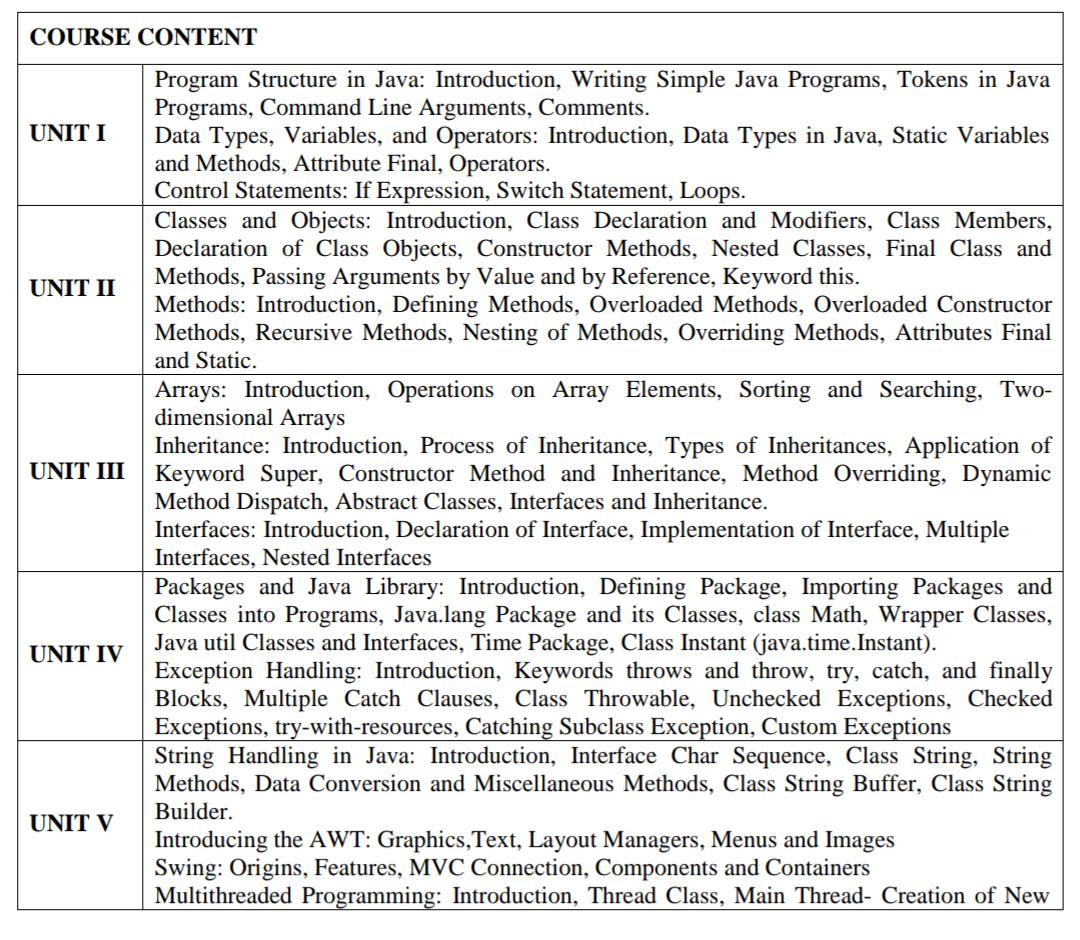 COURSE CONTENT
UNIT I
Program Structure in Java: Introduction, Writing Simple Java Programs, Tokens in Java
Programs, Command Line Arguments, Comments.
Data Types, Variables, and Operators: Introduction, Data Types in Java, Static Variables
and Methods, Attribute Final, Operators.
Control Statements: If Expression, Switch Statement, Loops.
UNIT II
Classes and Objects: Introduction, Class Declaration and Modifiers, Class Members,
Declaration of Class Objects, Constructor Methods, Nested Classes, Final Class and
Methods, Passing Arguments by Value and by Reference, Keyword this.
Methods: Introduction, Defining Methods, Overloaded Methods, Overloaded Constructor
Methods, Recursive Methods, Nesting of Methods, Overriding Methods, Attributes Final
and Static.
UNIT III
Arrays: Introduction, Operations on Array Elements, Sorting and Searching, Two-
dimensional Arrays
Inheritance: Introduction, Process of Inheritance, Types of Inheritances, Application of
Keyword Super, Constructor Method and Inheritance, Method Overriding, Dynamic
Method Dispatch, Abstract Classes, Interfaces and Inheritance.
Interfaces: Introduction, Declaration of Interface, Implementation of Interface, Multiple
Interfaces, Nested Interfaces
UNIT IV
Packages and Java Library: Introduction, Defining Package, Importing Packages and
Classes into Programs, Java.lang Package and its Classes, class Math, Wrapper Classes,
Java util Classes and Interfaces, Time Package, Class Instant (java.time.Instant).
Exception Handling: Introduction, Keywords throws and throw, try, catch, and finally
Blocks, Multiple Catch Clauses, Class Throwable, Unchecked Exceptions, Checked
Exceptions, try-with-resources, Catching Subclass Exception, Custom Exceptions
UNIT V
String Handling in Java: Introduction, Interface Char Sequence, Class String, String
Methods, Data Conversion and Miscellaneous Methods, Class String Buffer, Class String
Builder.
Introducing the AWT: Graphics,Text, Layout Managers, Menus and Images
Swing: Origins, Features, MVC Connection, Components and Containers
Multithreaded Programming: Introduction, Thread Class, Main Thread- Creation of New